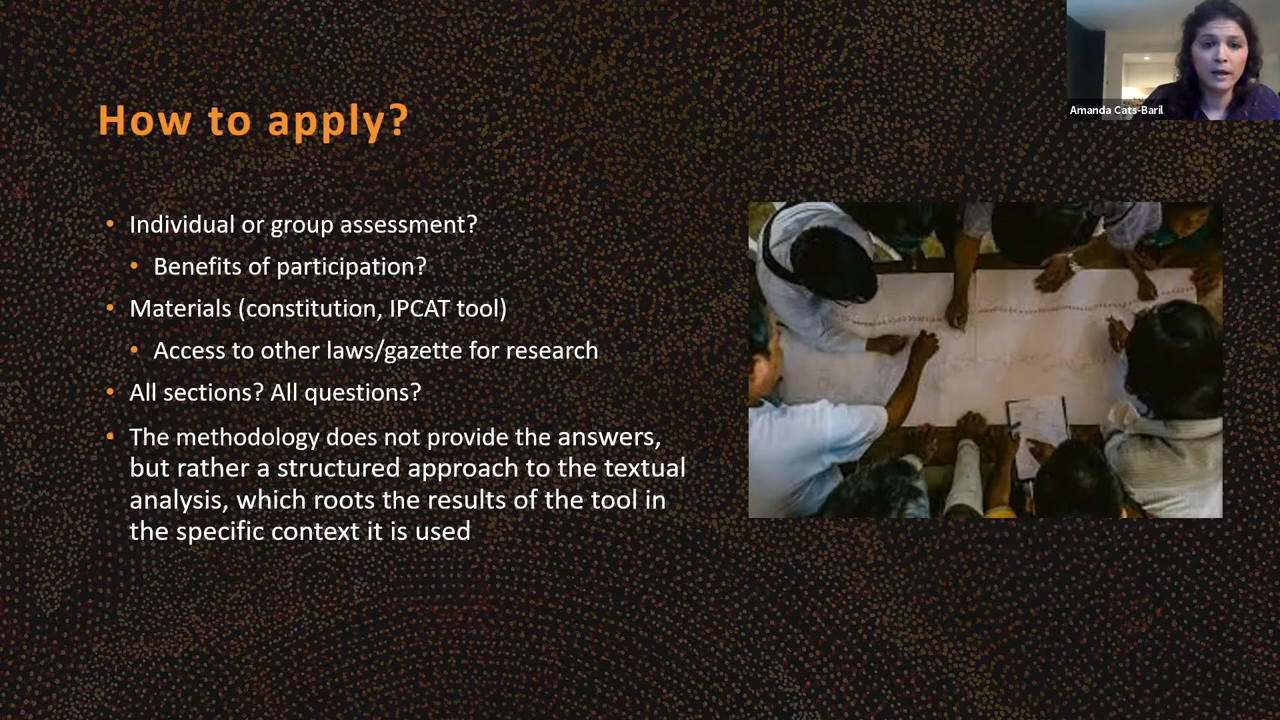 Amanda Cats-Baril
How to apply?
• Individual or group assessment?
• Benefits of participation?
• Materials (constitution, IPCAT tool)
• Access to other laws/gazette for research
• All sections? All questions?
• The methodology does not provide the answers,
but rather a structured approach to the textual
analysis, which roots the results of the tool in
the specific context it is used